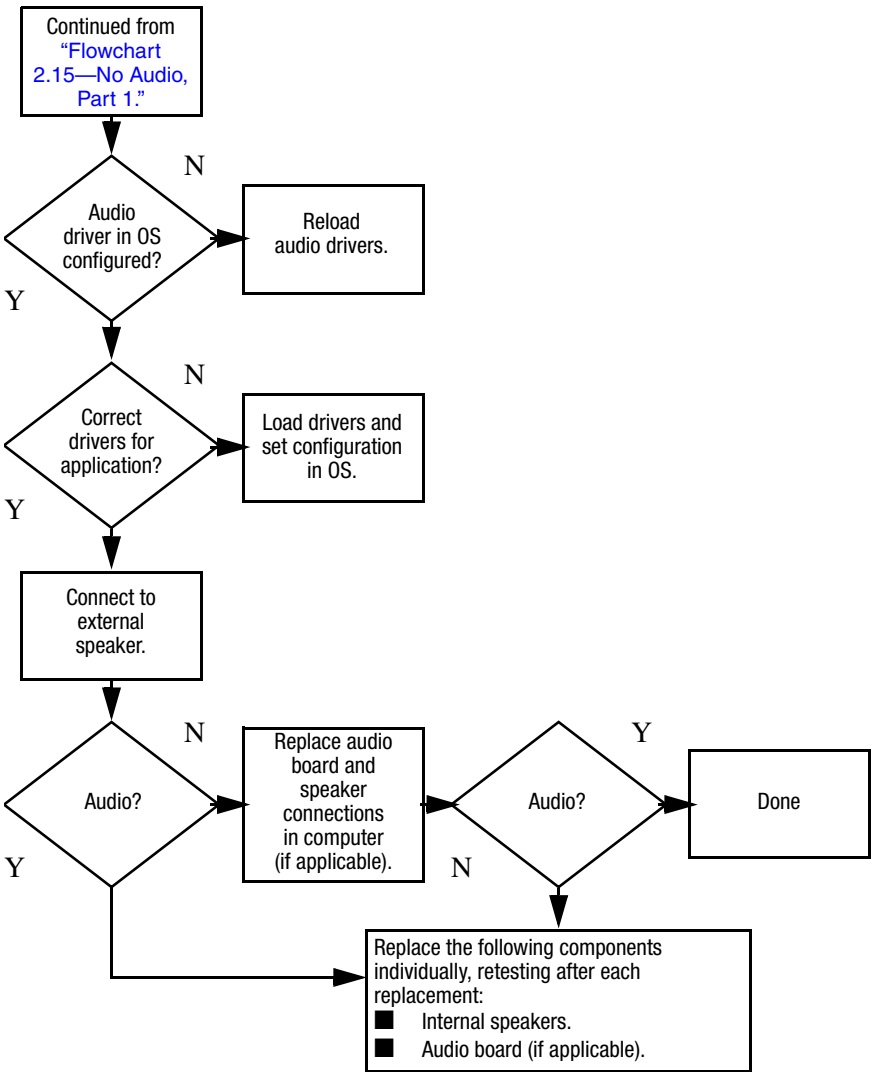 Continued from
“Flowchart
2.15—No Audio,
Part 1.”
N
Audio
driver in OS
configured?
Reload
audio drivers.
Y
N
Correct
drivers for
application?
Load drivers and
set configuration
in OS.
Y
Connect to
external
speaker.
N
Audio?
Replace audio
board and
speaker
connections
in computer
(if applicable).
Y
Audio?
Done
Y
N
Replace the following components
individually, retesting after each
replacement:
■ Internal speakers.
■ Audio board (if applicable).